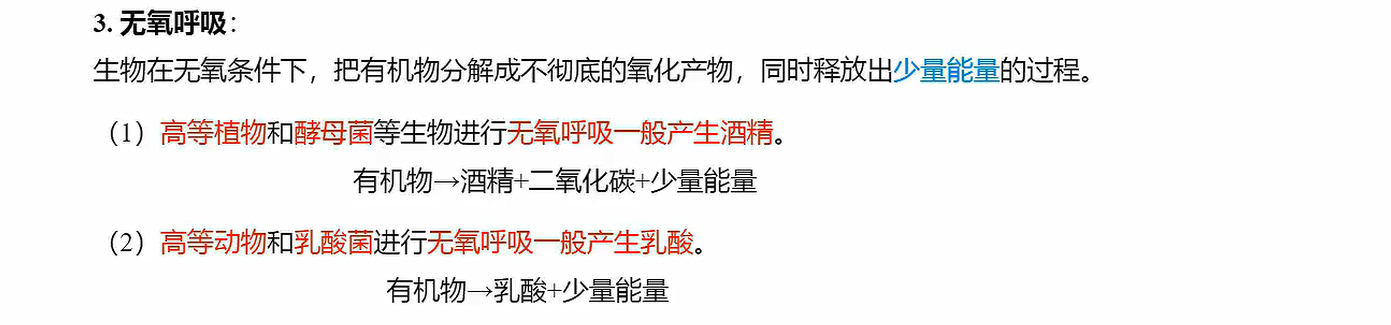 3. 无氧呼吸：
生物在无氧条件下，把有机物分解成不彻底的氧化产物，同时释放出少量能量的过程。
（1）高等植物和酵母菌等生物进行无氧呼吸一般产生酒精。
有机物→酒精+二氧化碳+少量能量
（2）高等动物和乳酸菌进行无氧呼吸一般产生乳酸。
有机物→乳酸+少量能量